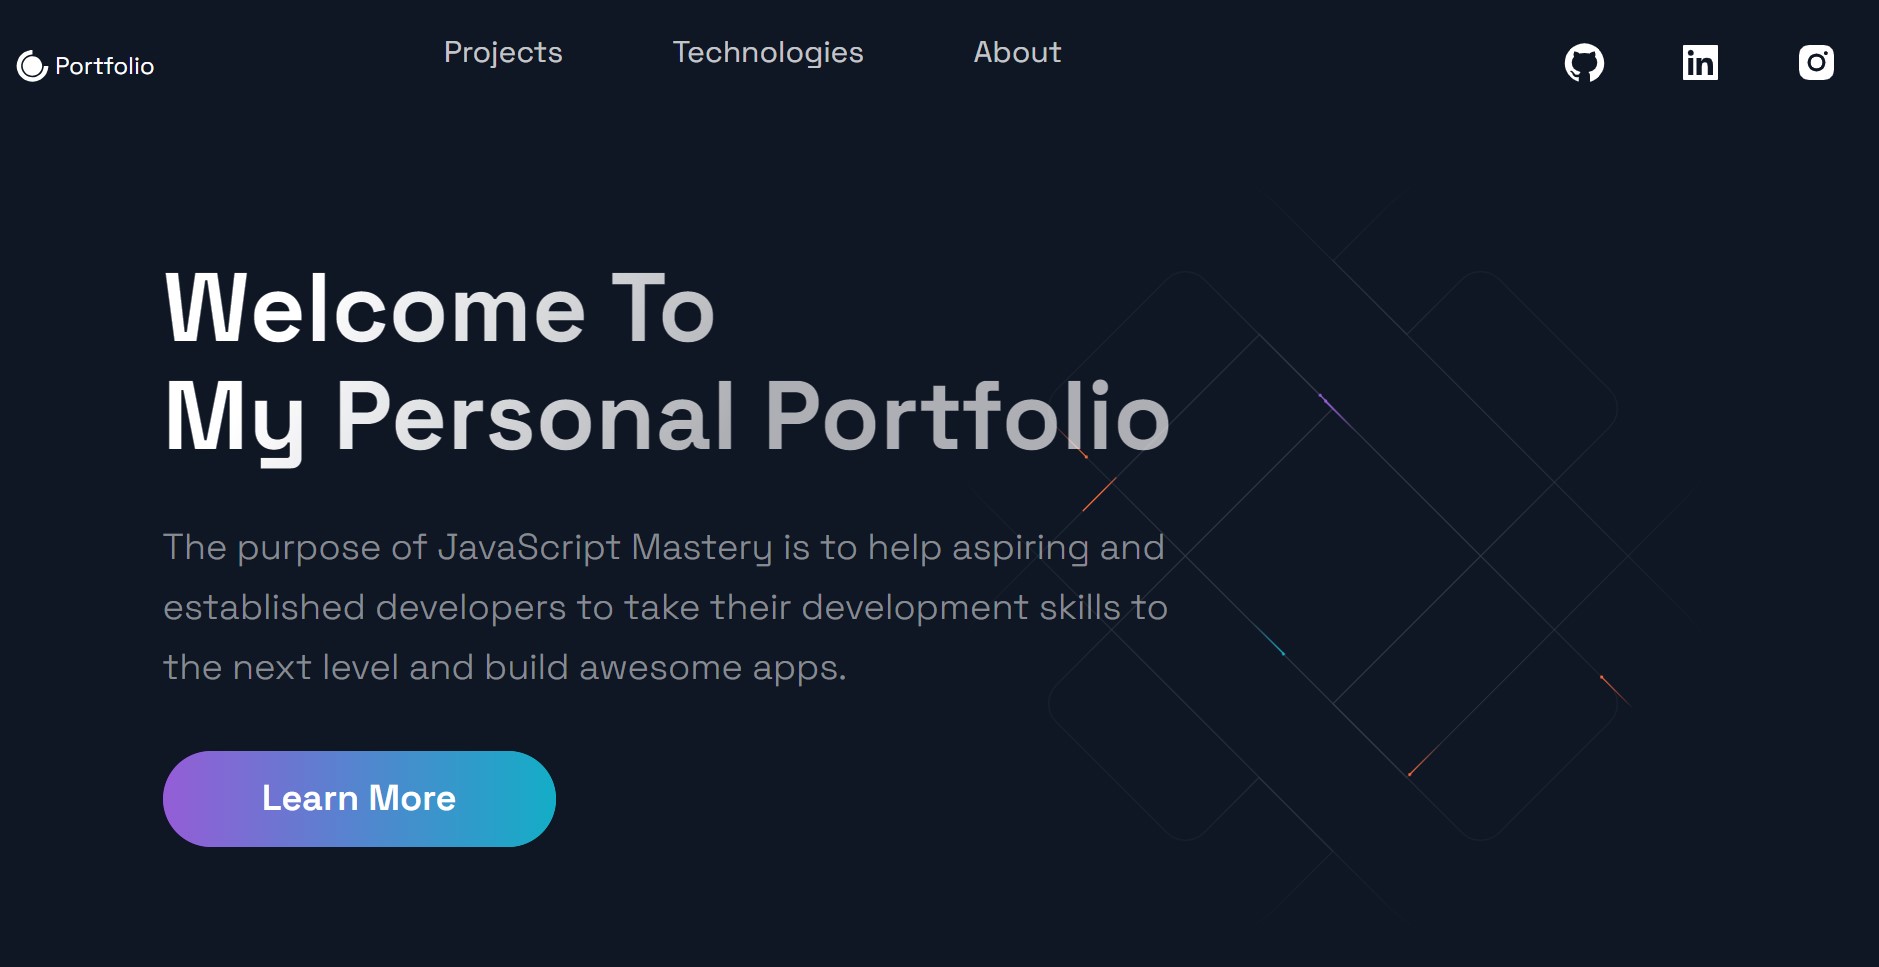 Portfolio
Projects
Technologies
About
Welcome To
My Personal Portfolio
The purpose of JavaScript Mastery is to help aspiring and
established developers to take their development skills to
the next level and build awesome apps.
Learn More